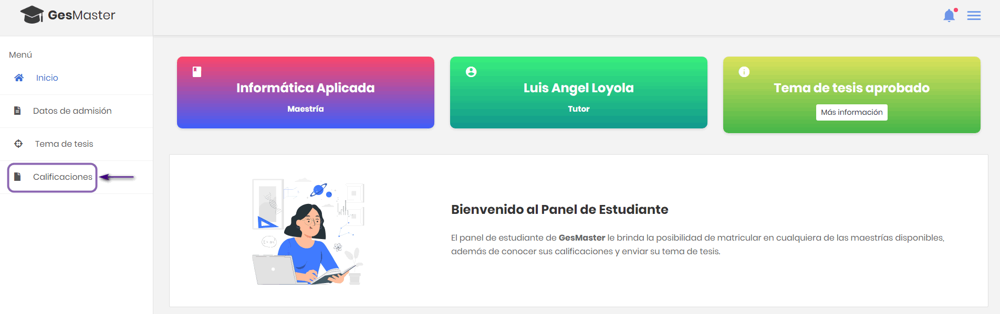 GesMaster
Menú
Inicio
Datos de admisión
Tema de tesis
Calificaciones
Informática Aplicada
Maestría
Luis Angel Loyola
Tutor
Tema de tesis aprobado
Más información
E = mc²
Bienvenido al Panel de Estudiante
El panel de estudiante de GesMaster le brinda la posibilidad de matricular en cualquiera de las maestrías disponibles,
además de conocer sus calificaciones y enviar su tema de tesis.